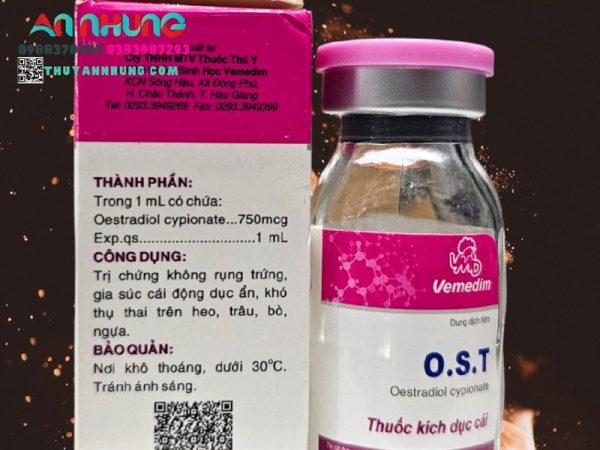 AN NHUNG
THUYANNHUNG.COM
Cty TNHH MTV Thuốc Thú Y
Sinh Học Vemedim
KCN Sông Hậu, Xã Đông Phú,
H. Châu Thành, T. Hậu Giang
Tel: 0293.3949269 Fax: 0293.3949399
THÀNH PHẦN:
Trong 1 mL có chứa:
Oestradiol cypionate...750mcg
Exp.qs.............................1 mL
CÔNG DỤNG:
Trị chứng không rụng trứng,
gia súc cái động dục ẩn, khó
thụ thai trên heo, trâu, bò,
ngựa.
BẢO QUẢN:
Nơi khô thoáng, dưới 30°C.
Tránh ánh sáng.
VMD
Vemedim
Dung dịch tiêm
O.S.T
Oestradiol cypionate
Thuốc kích dục cái